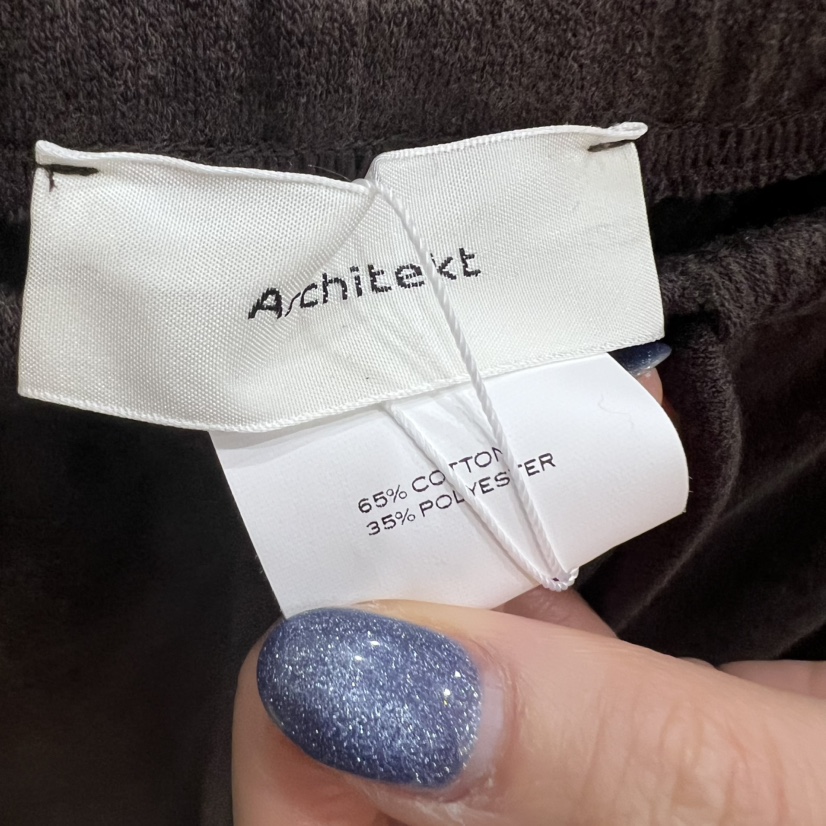 Architekt
65% COTTON
35% POLYESTER